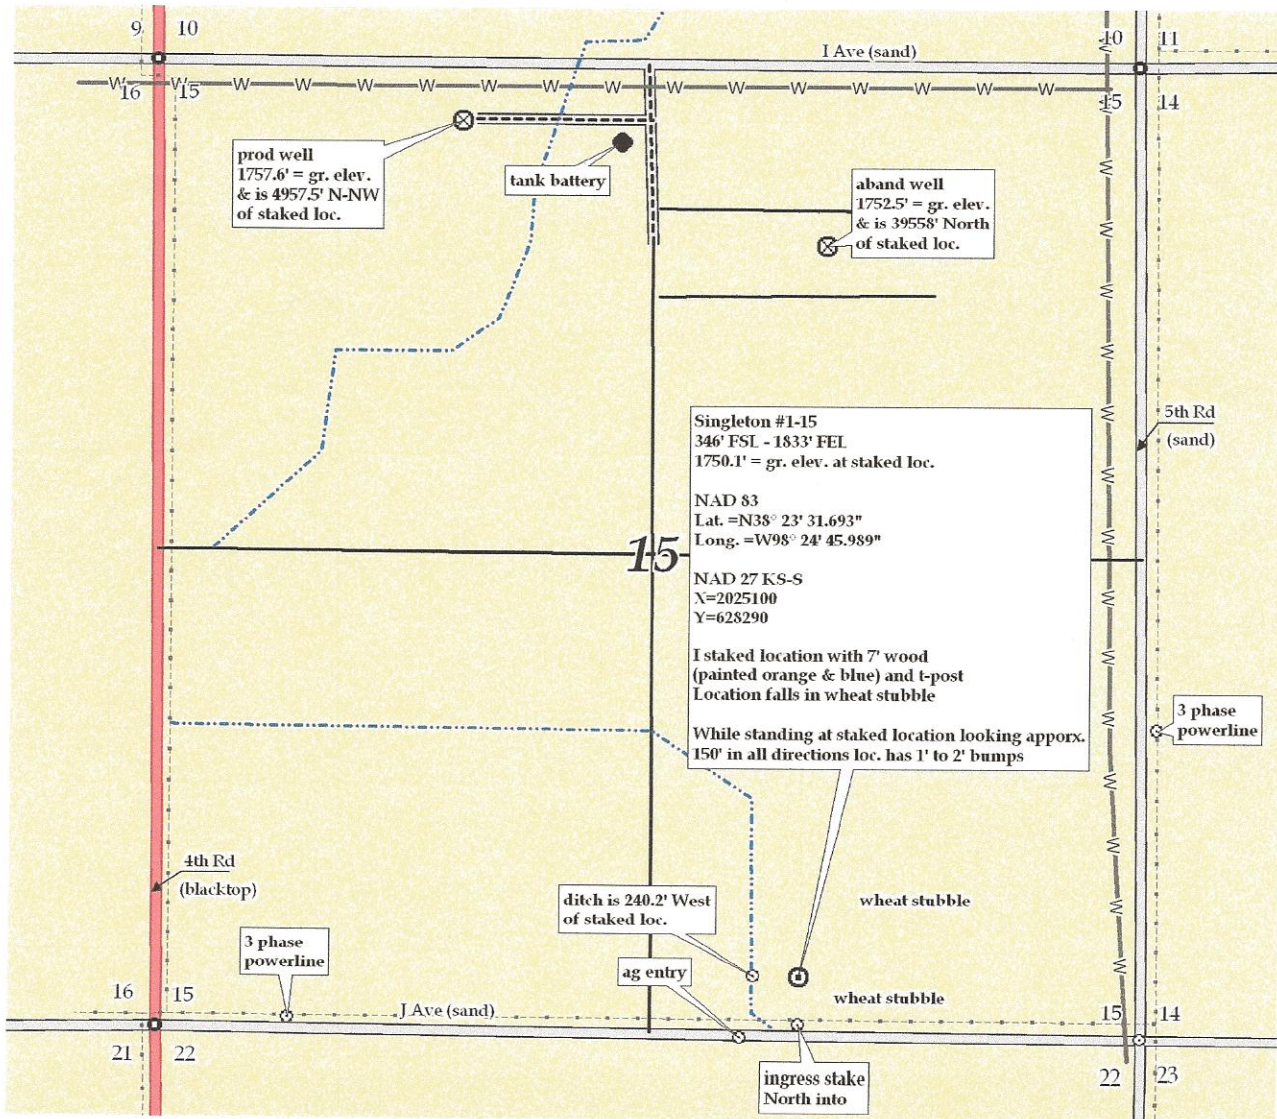 9 10
10 11
I Ave (sand)
W W W W W W W W W W W W W W W W
16 15
15 14
prod well
1757.6' = gr. elev.
& is 4957.5' N-NW
of staked loc.
tank battery
aband well
1752.5' = gr. elev.
& is 39558' North
of staked loc.
Singleton #1-15
346' FSL - 1833' FEL
1750.1' = gr. elev. at staked loc.
NAD 83
Lat. =N38° 23' 31.693"
Long. =W98° 24' 45.989"
NAD 27 KS-S
X=2025100
Y=628290
I staked location with 7' wood
(painted orange & blue) and t-post
Location falls in wheat stubble
While standing at staked location looking apporx.
150' in all directions loc. has 1' to 2' bumps
15
5th Rd
(sand)
3 phase
powerline
4th Rd
(blacktop)
ditch is 240.2' West
of staked loc.
wheat stubble
3 phase
powerline
ag entry
wheat stubble
16 15
J Ave (sand)
15 14
21 22
22 23
ingress stake
North into